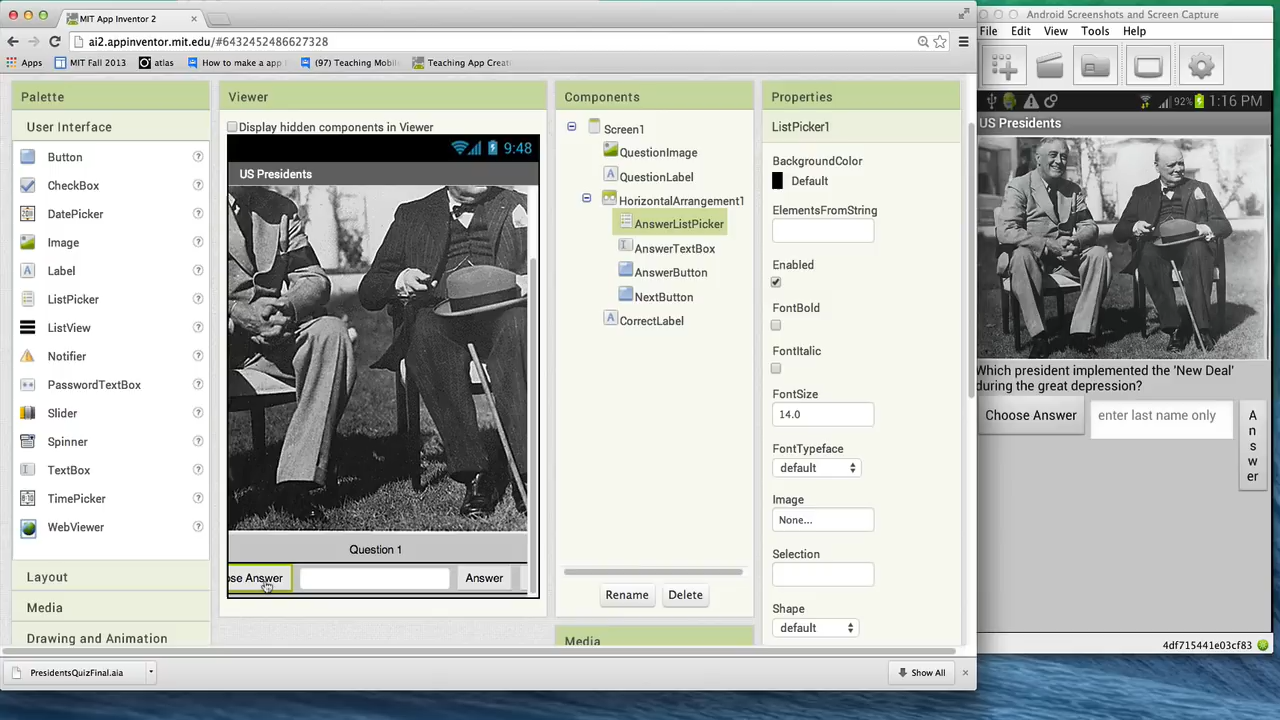 MIT App Inventor 2
ai2.appinventor.mit.edu/#6432452486627328
Apps MIT Fall 2013 atlas How to make a app (97) Teaching Mobile Teaching App Creat
Palette
User Interface
Button
CheckBox
DatePicker
Image
Label
ListPicker
ListView
Notifier
PasswordTextBox
Slider
Spinner
TextBox
TimePicker
WebViewer
Layout
Media
Drawing and Animation
Viewer
Display hidden components in Viewer
9:48
US Presidents
Question 1
ose Answer
Answer
Components
Screen1
QuestionImage
QuestionLabel
HorizontalArrangement1
AnswerListPicker
AnswerTextBox
AnswerButton
NextButton
CorrectLabel
Rename Delete
Media
Properties
ListPicker1
BackgroundColor
Default
ElementsFromString
Enabled
FontBold
FontItalic
FontSize
14.0
FontTypeface
default
Image
None...
Selection
Shape
default
PresidentsQuizFinal.aia
Show All
Android Screenshots and Screen Capture
File Edit View Tools Help
92% 1:16 PM
US Presidents
Which president implemented the 'New Deal'
during the great depression?
Choose Answer
enter last name only
A
n
s
w
er
4df715441e03cf83